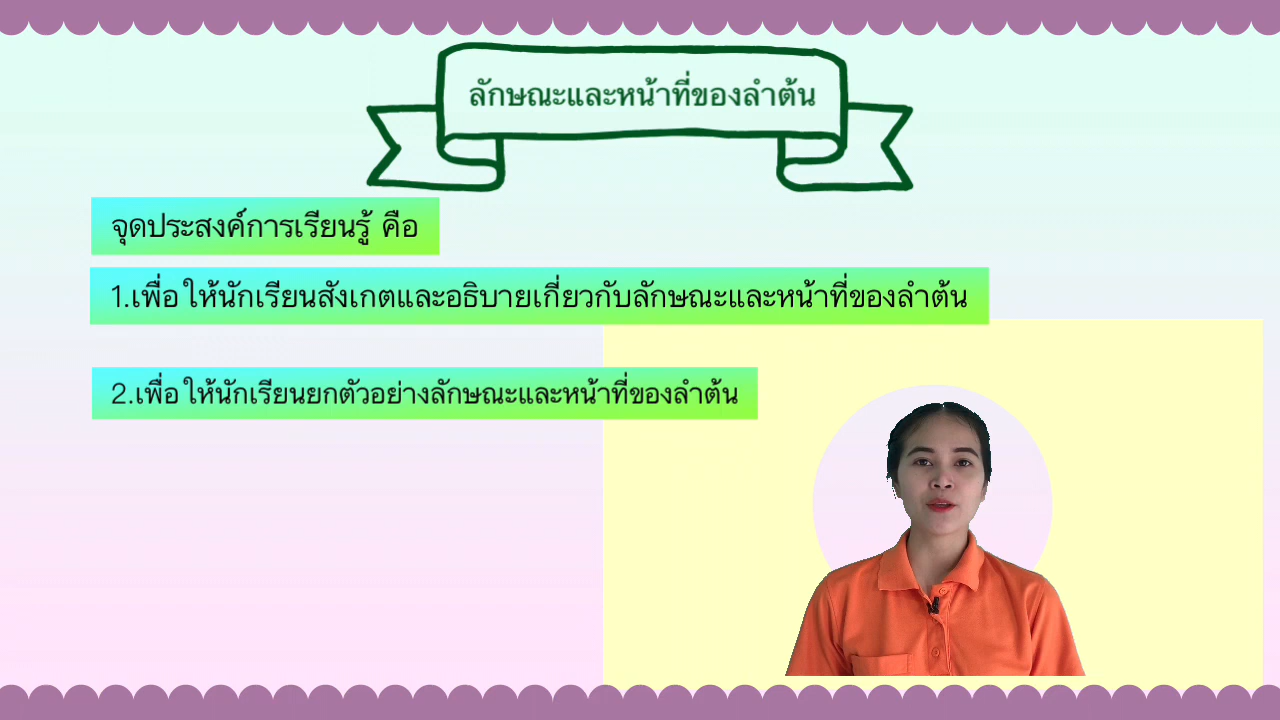 ลักษณะและหน้าที่ของลำต้น
จุดประสงค์การเรียนรู้ คือ
1.เพื่อให้นักเรียนสังเกตและอธิบายเกี่ยวกับลักษณะและหน้าที่ของลำต้น
2.เพื่อให้นักเรียนยกตัวอย่างลักษณะและหน้าที่ของลำต้น